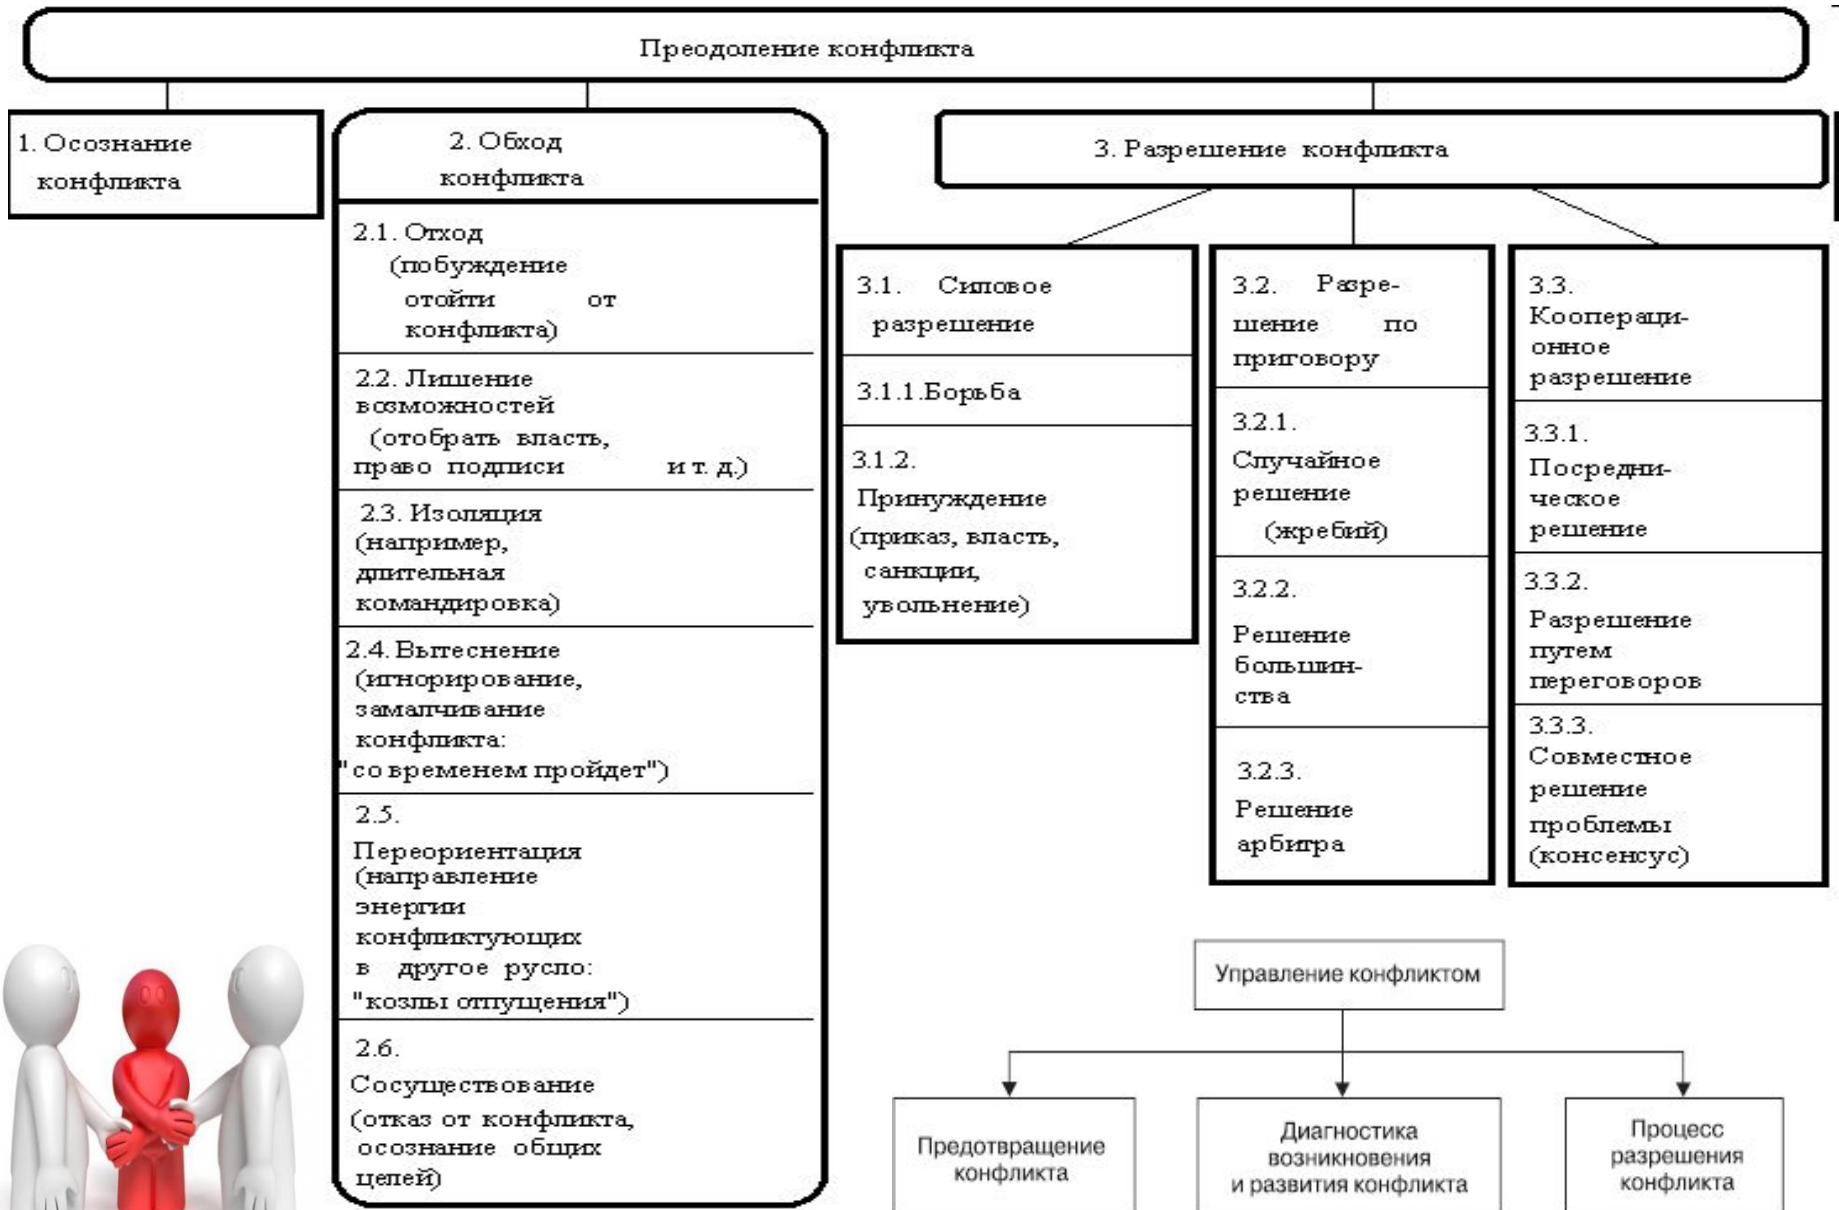 Преодоление конфликта
1. Осознание
конфликта
2. Обход
конфликта
2.1. Отход
(побуждение
отойти от
конфликта)
2.2. Лишение
возможностей
(отобрать власть,
право подписи и т. д.)
2.3. Изоляция
(например,
длительная
командировка)
2.4. Вытеснение
(игнорирование,
замалчивание
конфликта:
"со временем пройдет")
2.5.
Переориентация
(направление
энергии
конфликтующих
в другое русло:
"козлы отпущения")
2.6.
Сосуществование
(отказ от конфликта,
осознание общих
целей)
3. Разрешение конфликта
3.1. Силовое
разрешение
3.1.1.Борьба
3.1.2.
Принуждение
(приказ, власть,
санкции,
увольнение)
3.2. Разре-
шение по
приговору
3.2.1.
Случайное
решение
(жребий)
3.2.2.
Решение
большин-
ства
3.2.3.
Решение
арбитра
3.3.
Коопераци-
онное
разрешение
3.3.1.
Посредни-
ческое
решение
3.3.2.
Разрешение
путем
переговоров
3.3.3.
Совместное
решение
проблемы
(консенсус)
Управление конфликтом
Предотвращение
конфликта
Диагностика
возникновения
и развития конфликта
Процесс
разрешения
конфликта